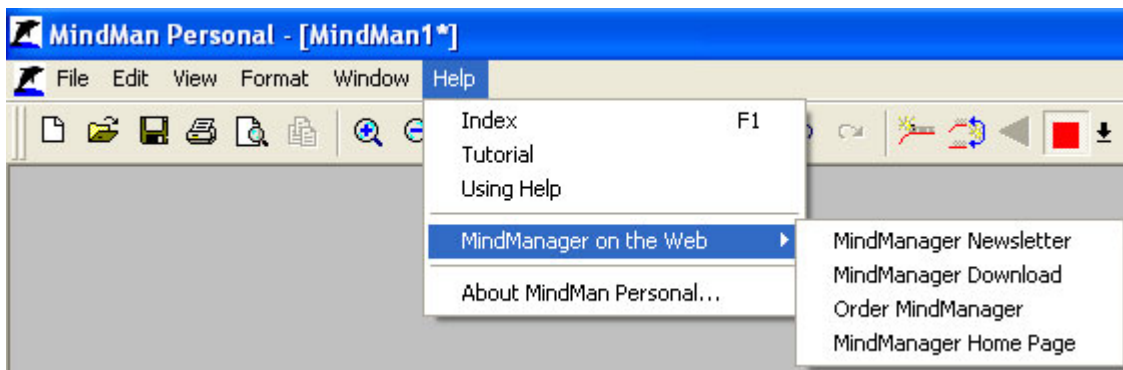 MindMan Personal - [MindMan1*]
File Edit View Format Window Help
Index F1
Tutorial
Using Help
MindManager on the Web
MindManager Newsletter
MindManager Download
Order MindManager
MindManager Home Page
About MindMan Personal...